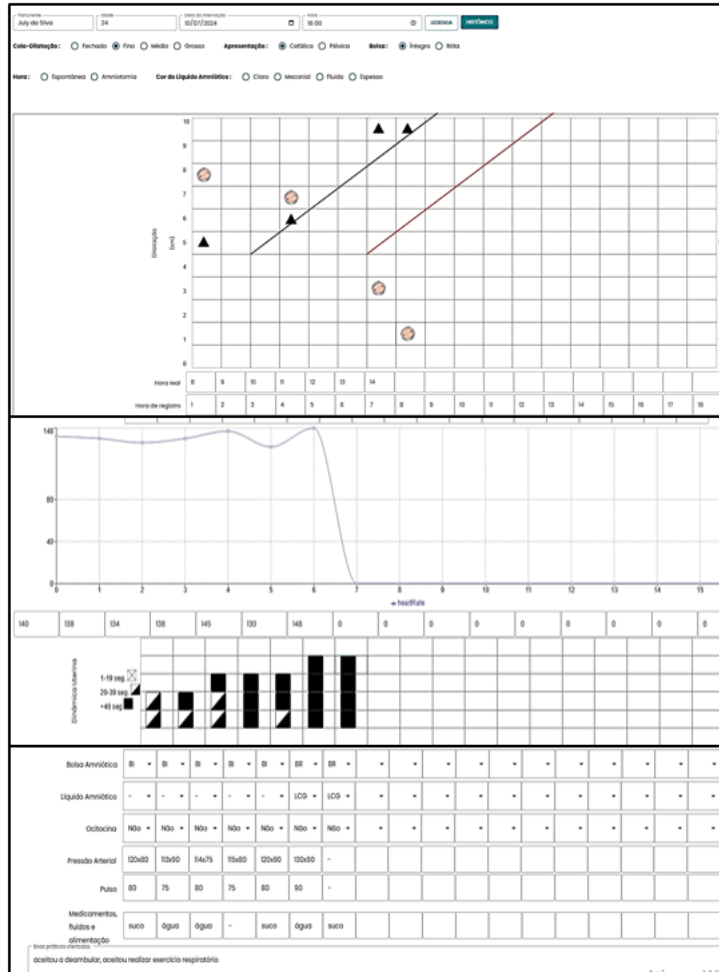 Parturiente Idade Data da Internação Hora
July da Silva 24 10/07/2024 16:00 LEGENDA HISTÓRICO
Colo-Dilatação: Fechado Fino Médio Grosso Apresentação: Cefálica Pélvica Bolsa: Íntegra Rôta
Hora: Espontânea Amniotomia Cor do Líquido Amniótico: Claro Meconial Fluido Espesso
10
9
8
7
6
Dilatação
(cm)
5
4
3
2
1
0
Hora real 8 9 10 11 12 13 14
Hora de registro 1 2 3 4 5 6 7 8 9 10 11 12 13 14 15 16 17 18
148
80
40
0
0 1 2 3 4 5 6 7 8 9 10 11 12 13 14 15
heartRate
140 138 134 138 145 130 148 0 0 0 0 0 0 0 0 0
Dinâmica Uterina
1-19 seg
20-39 seg
+40 seg
Bolsa Amniótica BI BI BI BI BI BR BR
Líquido Amniótico - - - - - LCG LCG
Ocitocina Não Não Não Não Não Não Não
Pressão Arterial 120x80 113x90 114x75 115x80 120x90 130x90 -
Pulso 80 75 80 75 80 90 -
Medicamentos, fluidos e alimentação suco água água - suco água suco
Boas práticas ofertadas
aceitou a deambular, aceitou realizar exercício respiratório